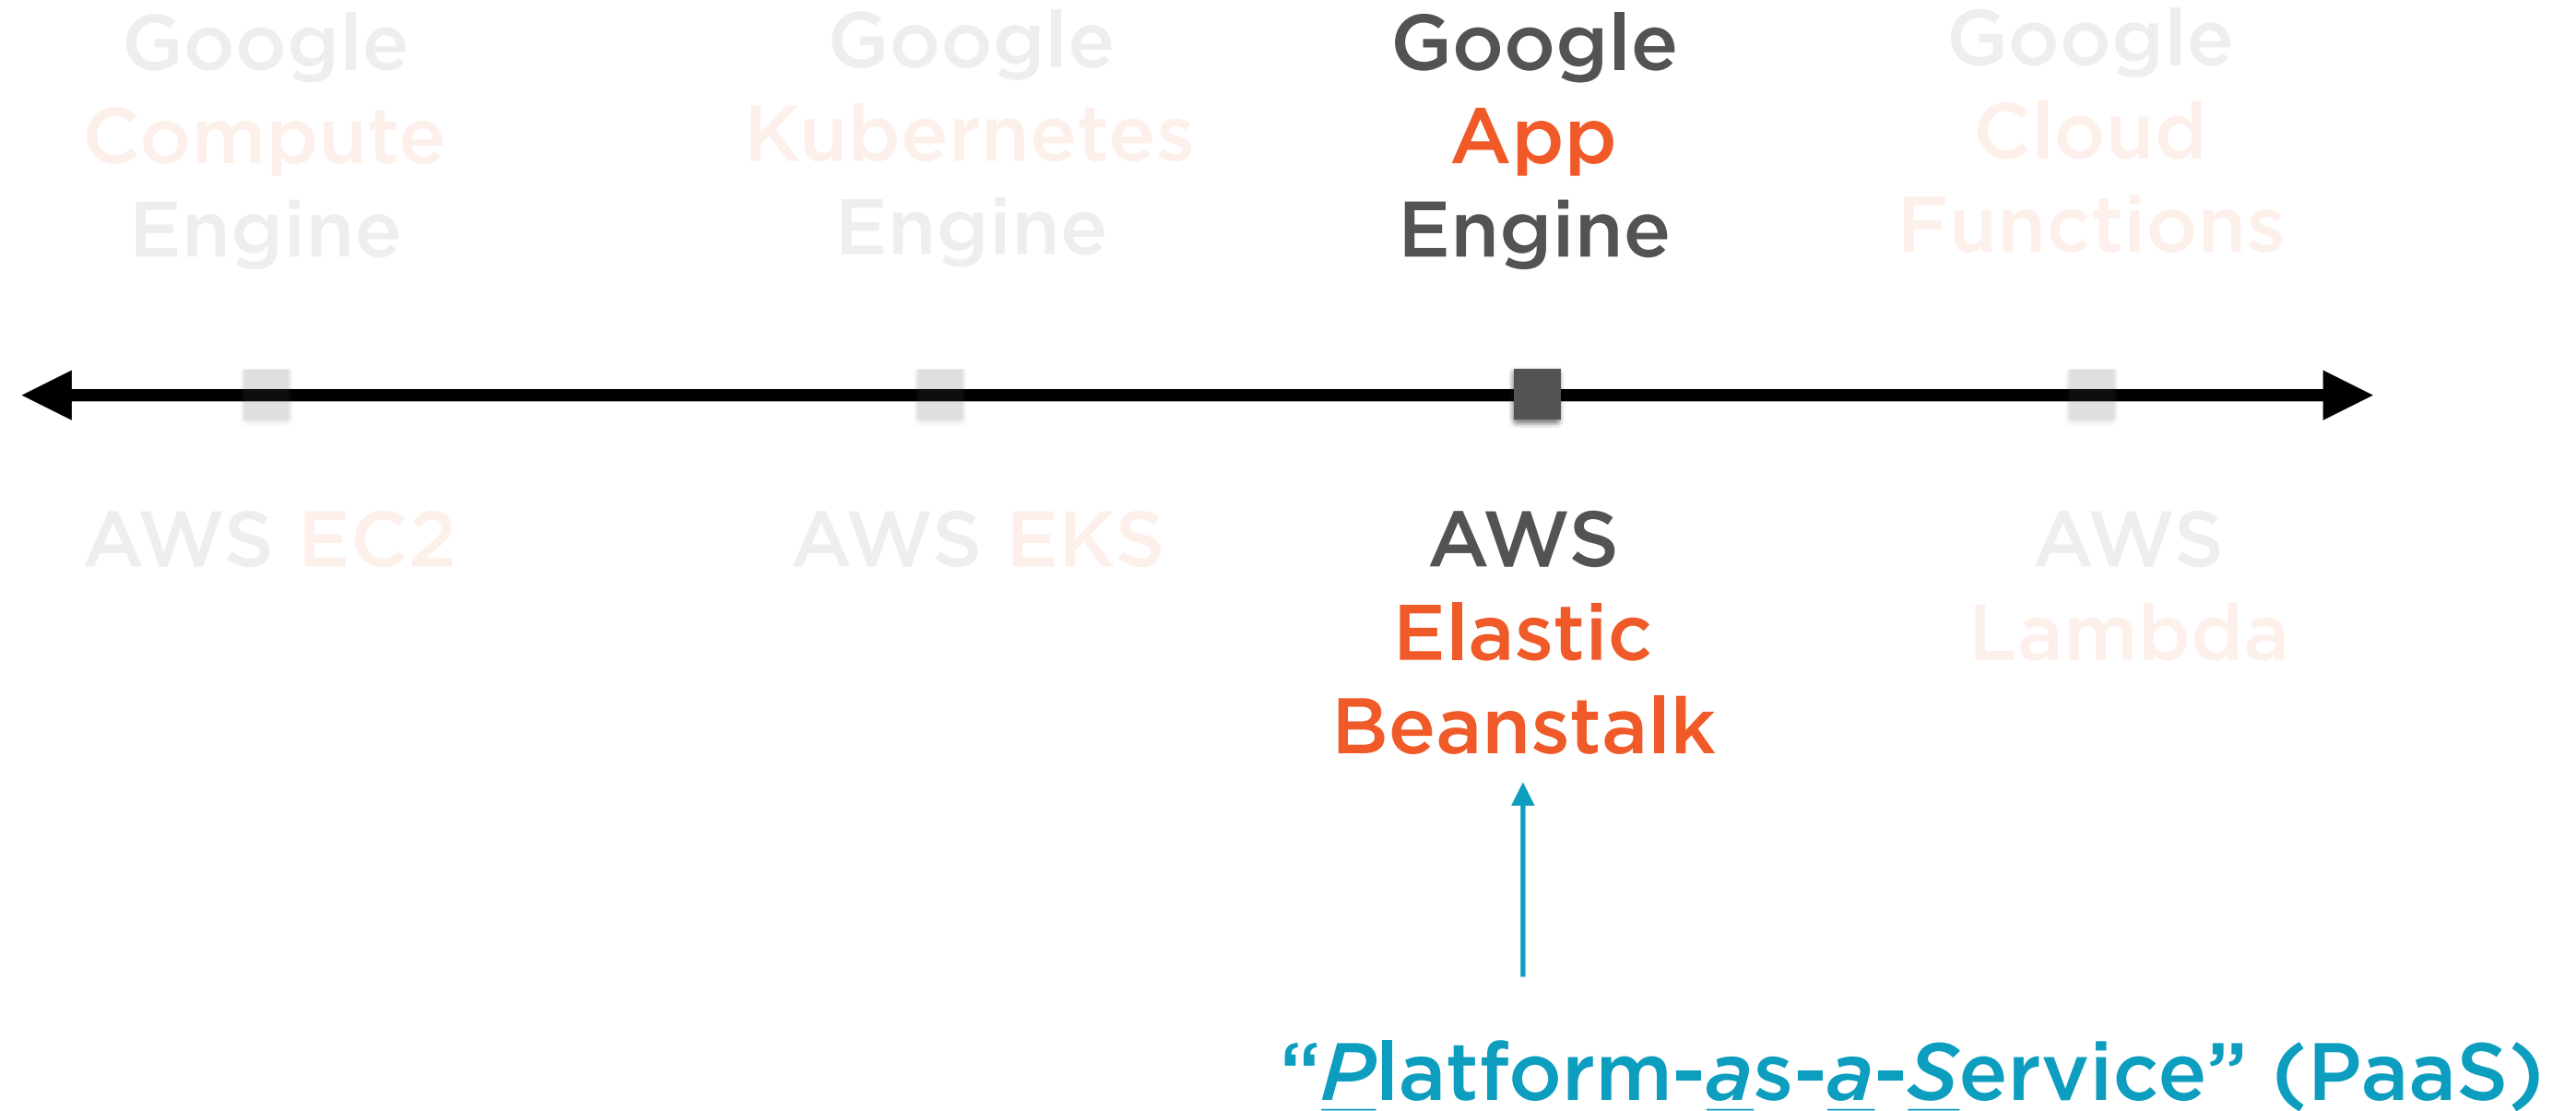 Google
Compute
Engine
Google
Kubernetes
Engine
Google
App
Engine
Google
Cloud
Functions
AWS EC2
AWS EKS
AWS
Elastic
Beanstalk
AWS
Lambda
“Platform-as-a-Service” (PaaS)